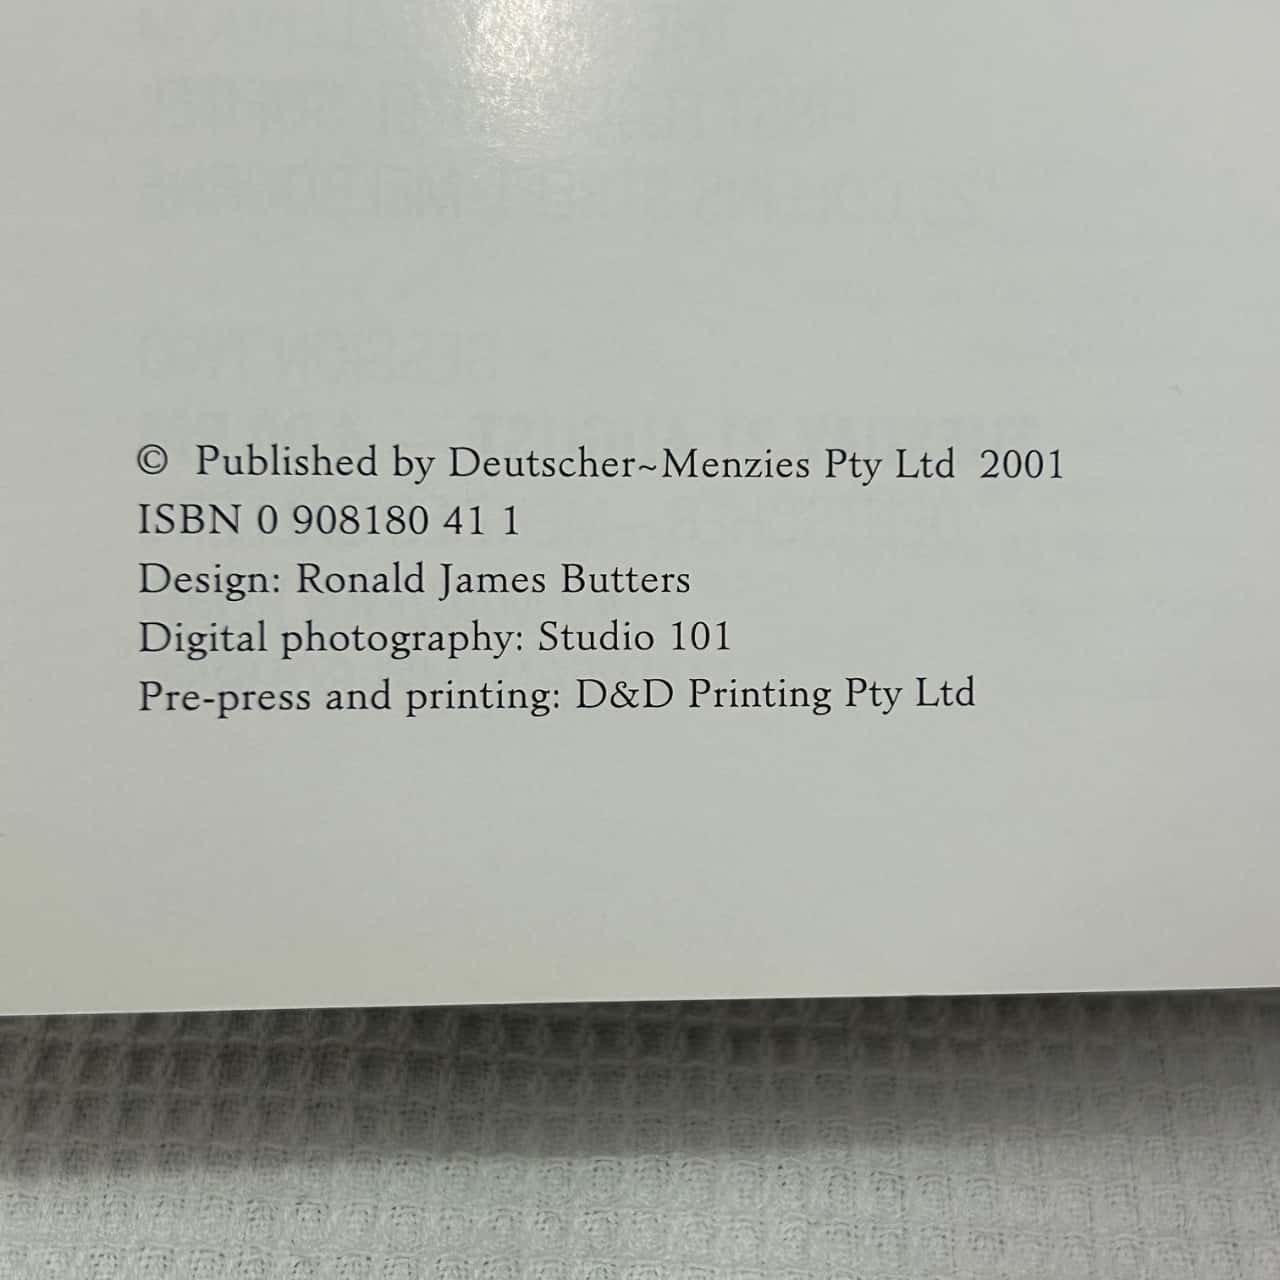 © Published by Deutscher~Menzies Pty Ltd 2001
ISBN 0 908180 41 1
Design: Ronald James Butters
Digital photography: Studio 101
Pre-press and printing: D&D Printing Pty Ltd